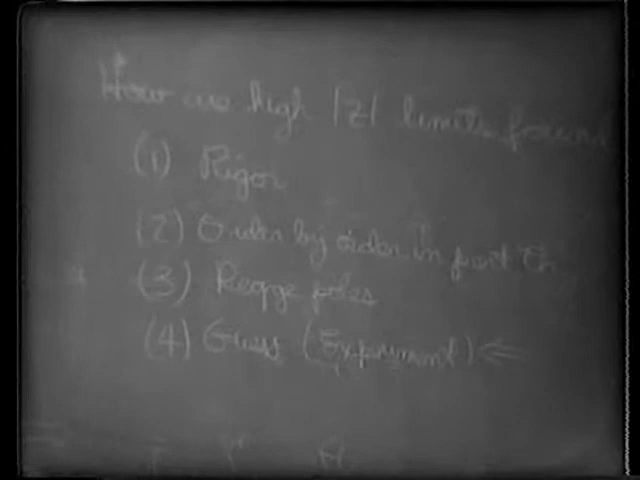 How are high |z| limits found
(1) Rigor
(2) Order by order in pert th
(3) Regge poles
(4) Guess (Experiment) ⇐